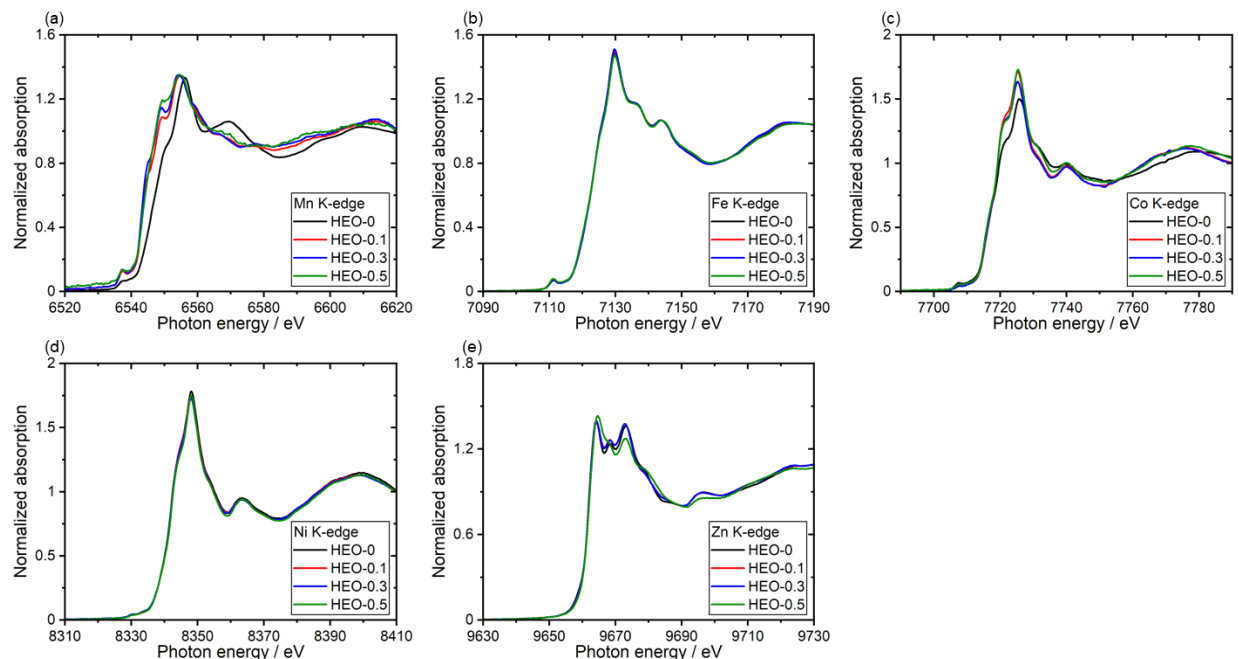 (a)
1.6
1.2
0.8
0.4
0
Normalized absorption
Mn K-edge
HEO-0
HEO-0.1
HEO-0.3
HEO-0.5
6520 6540 6560 6580 6600 6620
Photon energy / eV
(b)
1.6
1.2
0.8
0.4
0
Normalized absorption
Fe K-edge
HEO-0
HEO-0.1
HEO-0.3
HEO-0.5
7090 7110 7130 7150 7170 7190
Photon energy / eV
(c)
2
1.5
1
0.5
0
Normalized absorption
Co K-edge
HEO-0
HEO-0.1
HEO-0.3
HEO-0.5
7700 7720 7740 7760 7780
Photon energy / eV
(d)
2
1.5
1
0.5
0
Normalized absorption
Ni K-edge
HEO-0
HEO-0.1
HEO-0.3
HEO-0.5
8310 8330 8350 8370 8390 8410
Photon energy / eV
(e)
1.8
1.2
0.6
0
Normalized absorption
Zn K-edge
HEO-0
HEO-0.1
HEO-0.3
HEO-0.5
9630 9650 9670 9690 9710 9730
Photon energy / eV